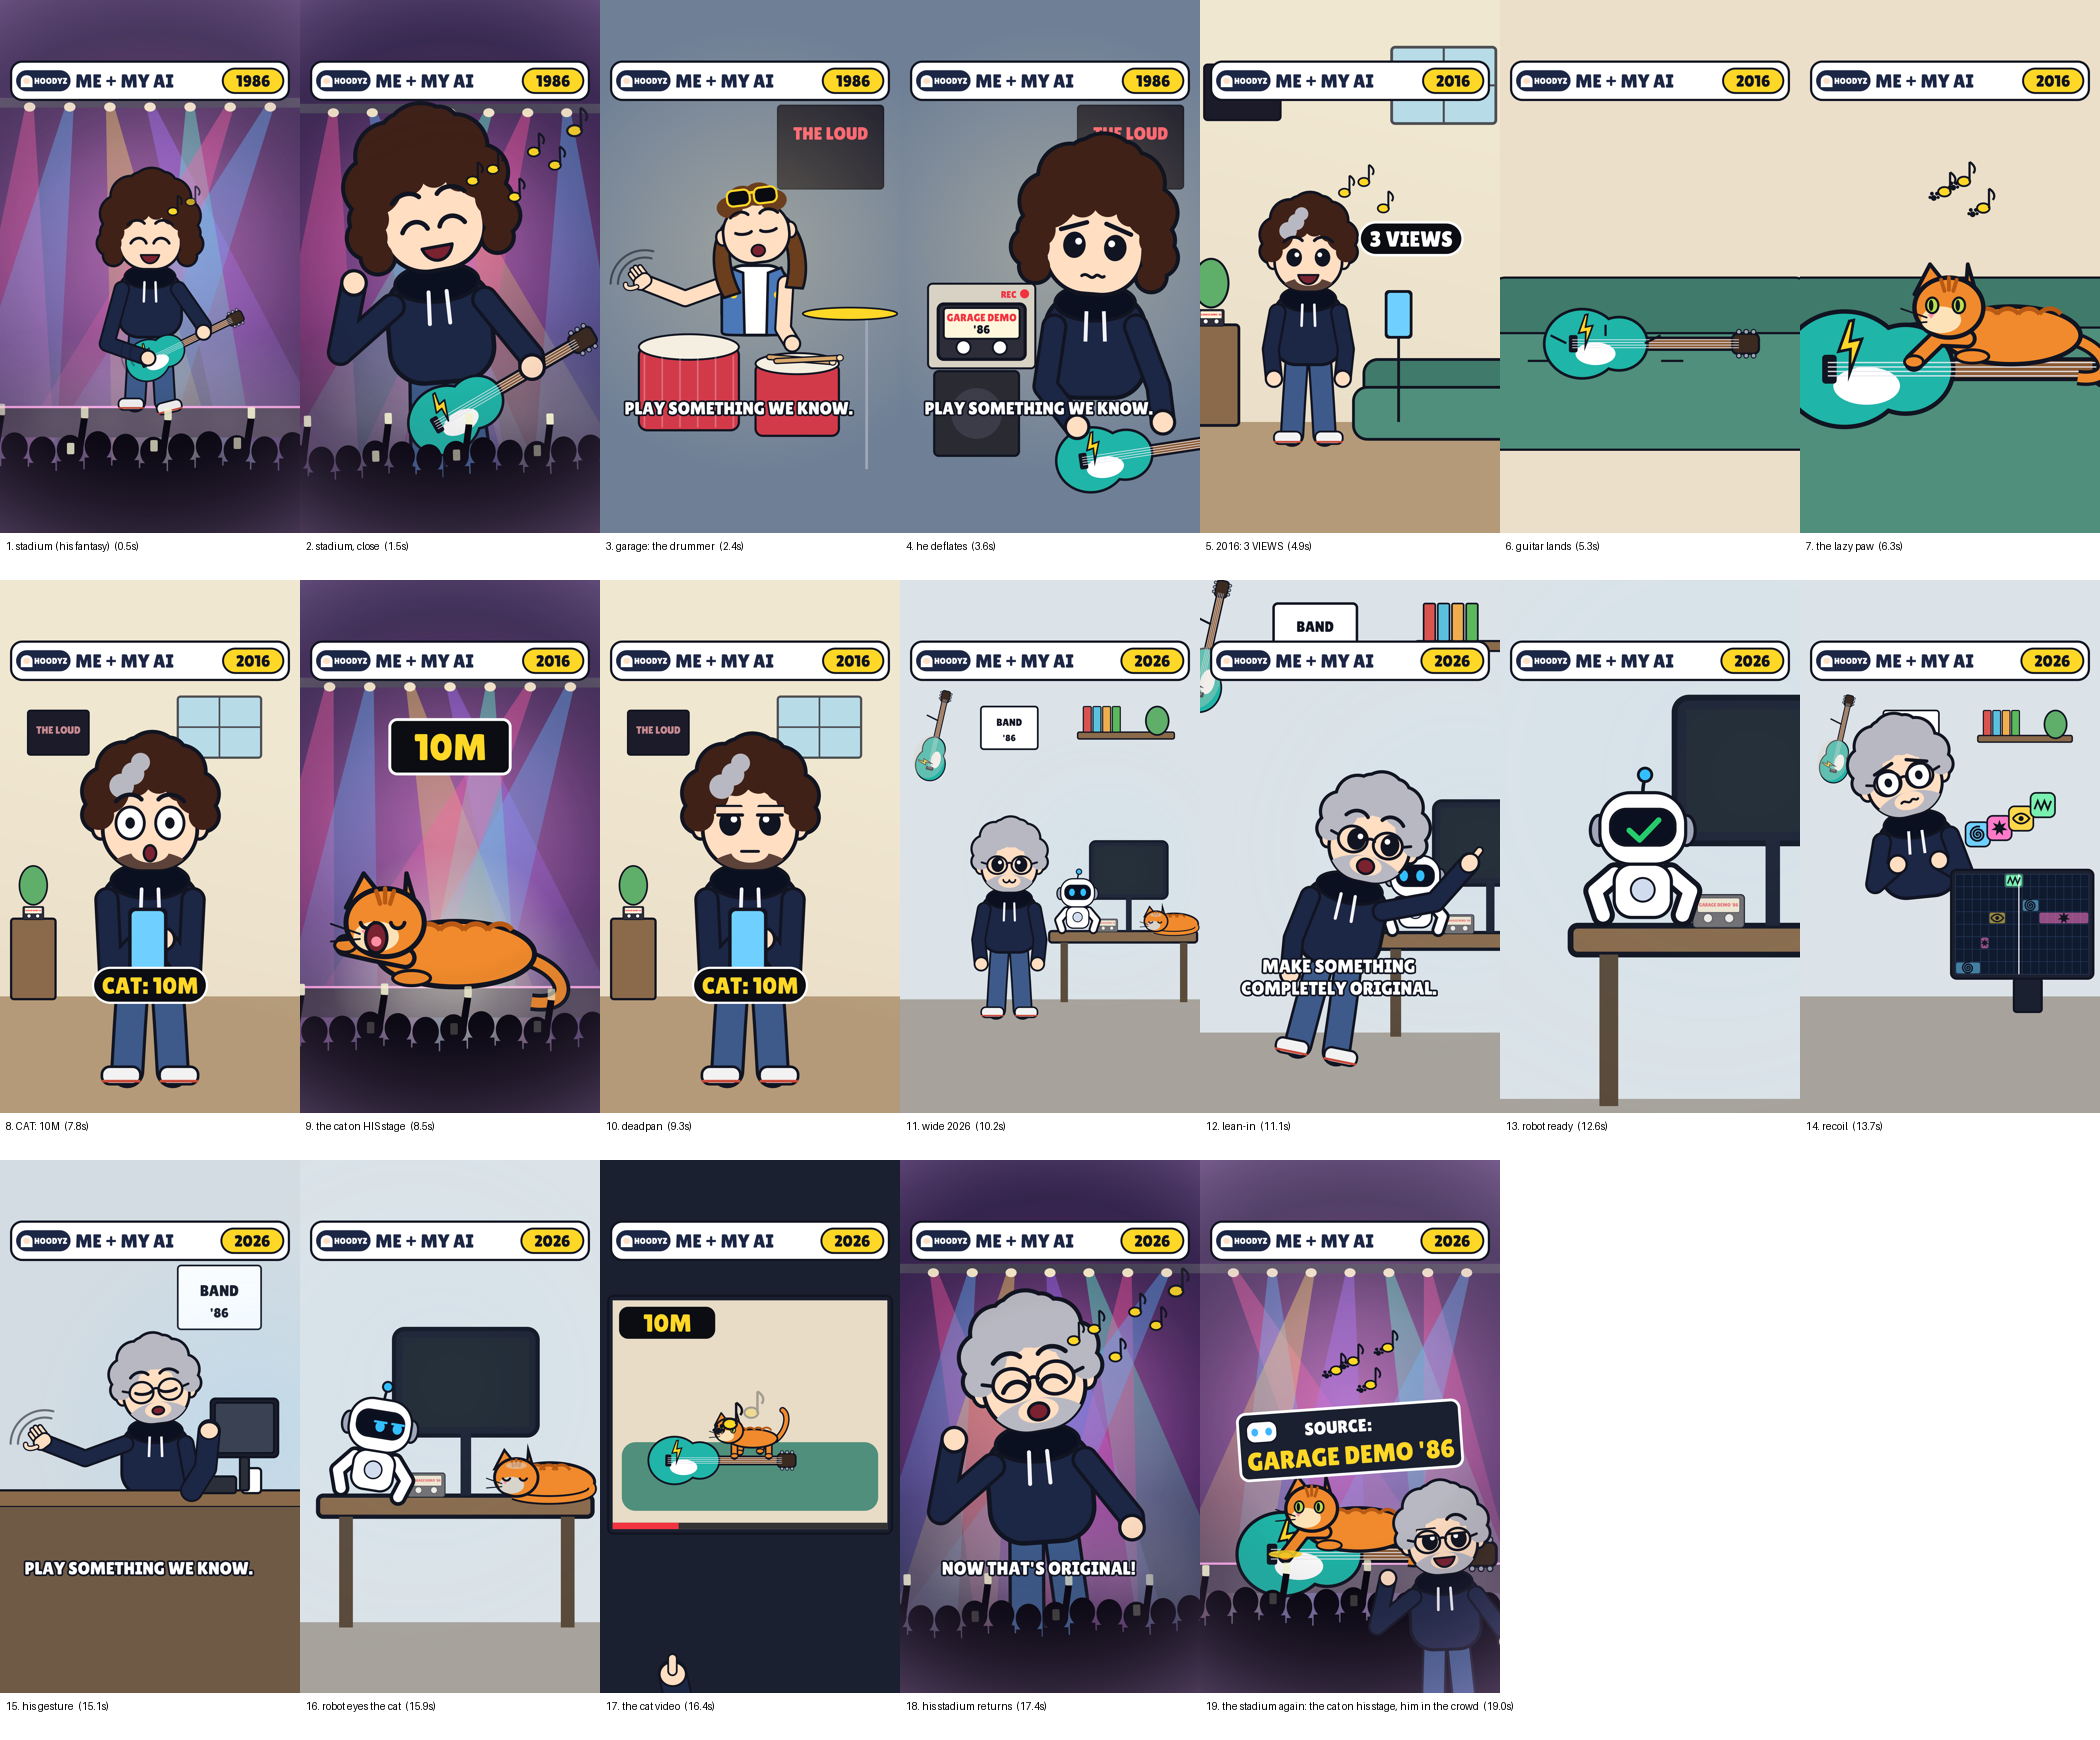 HOODYZ ME + MY AI 1986
HOODYZ ME + MY AI 1986
HOODYZ ME + MY AI 1986
THE LOUD
PLAY SOMETHING WE KNOW.
HOODYZ ME + MY AI 1986
THE LOUD
REC
GARAGE DEMO
'86
PLAY SOMETHING WE KNOW.
HOODYZ ME + MY AI 2016
3 VIEWS
HOODYZ ME + MY AI 2016
HOODYZ ME + MY AI 2016
1. stadium (his fantasy) (0.5s)
2. stadium, close (1.5s)
3. garage: the drummer (2.4s)
4. he deflates (3.6s)
5. 2016: 3 VIEWS (4.9s)
6. guitar lands (5.3s)
7. the lazy paw (6.3s)
HOODYZ ME + MY AI 2016
THE LOUD
CAT: 10M
HOODYZ ME + MY AI 2016
10M
HOODYZ ME + MY AI 2016
THE LOUD
CAT: 10M
HOODYZ ME + MY AI 2026
BAND
'86
BAND
HOODYZ ME + MY AI 2026
MAKE SOMETHING
COMPLETELY ORIGINAL.
HOODYZ ME + MY AI 2026
GARAGE DEMO '86
HOODYZ ME + MY AI 2026
8. CAT: 10M (7.8s)
9. the cat on HIS stage (8.5s)
10. deadpan (9.3s)
11. wide 2026 (10.2s)
12. lean-in (11.1s)
13. robot ready (12.6s)
14. recoil (13.7s)
HOODYZ ME + MY AI 2026
BAND
'86
PLAY SOMETHING WE KNOW.
HOODYZ ME + MY AI 2026
HOODYZ ME + MY AI 2026
10M
HOODYZ ME + MY AI 2026
NOW THAT'S ORIGINAL!
HOODYZ ME + MY AI 2026
SOURCE:
GARAGE DEMO '86
15. his gesture (15.1s)
16. robot eyes the cat (15.9s)
17. the cat video (16.4s)
18. his stadium returns (17.4s)
19. the stadium again: the cat on his stage, him in the crowd (19.0s)